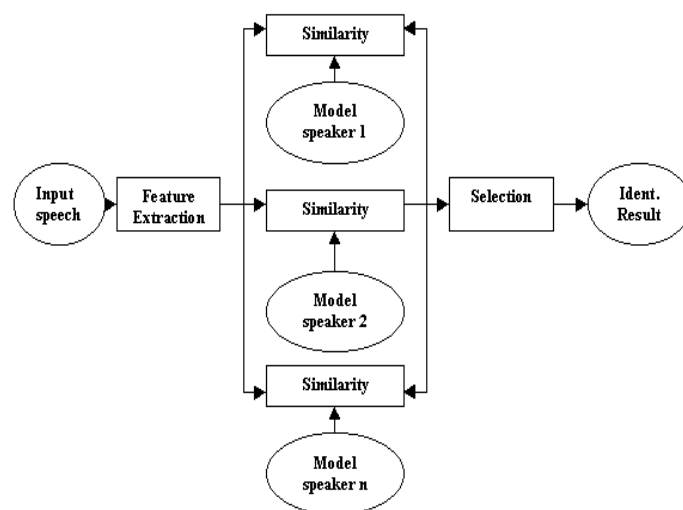 Similarity
Model
speaker 1
Input
speech
Feature
Extraction
Similarity
Selection
Ident.
Result
Model
speaker 2
Similarity
Model
speaker n